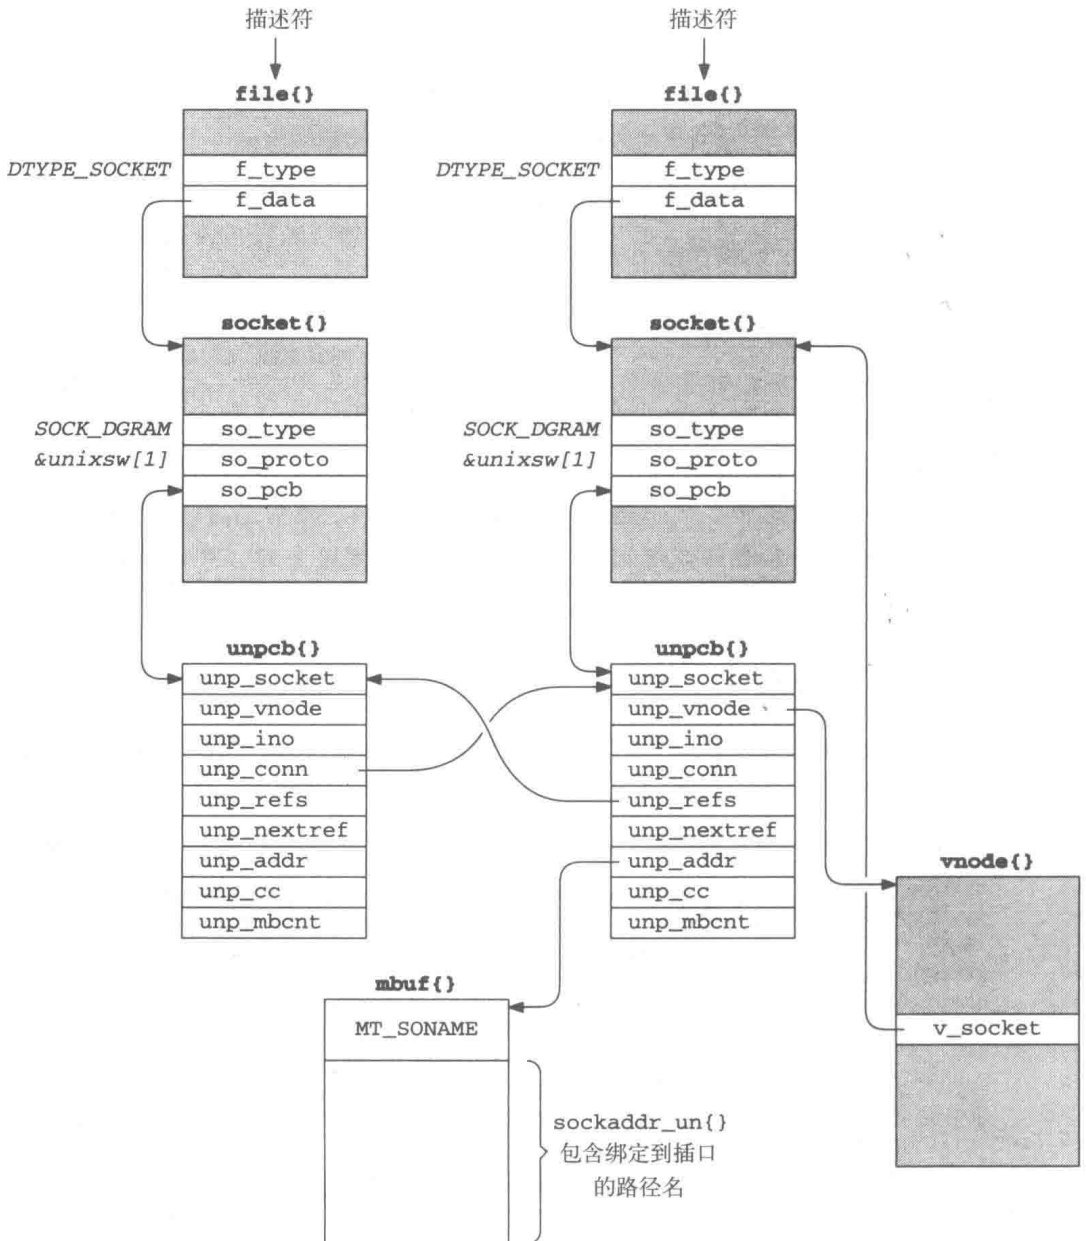 描述符
file{}
DTYPE_SOCKET
f_type
f_data
socket{}
SOCK_DGRAM
so_type
&unixsw[1]
so_proto
so_pcb
unpcb{}
unp_socket
unp_vnode
unp_ino
unp_conn
unp_refs
unp_nextref
unp_addr
unp_cc
unp_mbcnt
描述符
file{}
DTYPE_SOCKET
f_type
f_data
socket{}
SOCK_DGRAM
so_type
&unixsw[1]
so_proto
so_pcb
unpcb{}
unp_socket
unp_vnode
unp_ino
unp_conn
unp_refs
unp_nextref
unp_addr
unp_cc
unp_mbcnt
vnode{}
v_socket
mbuf{}
MT_SONAME
sockaddr_un{}
包含绑定到插口
的路径名